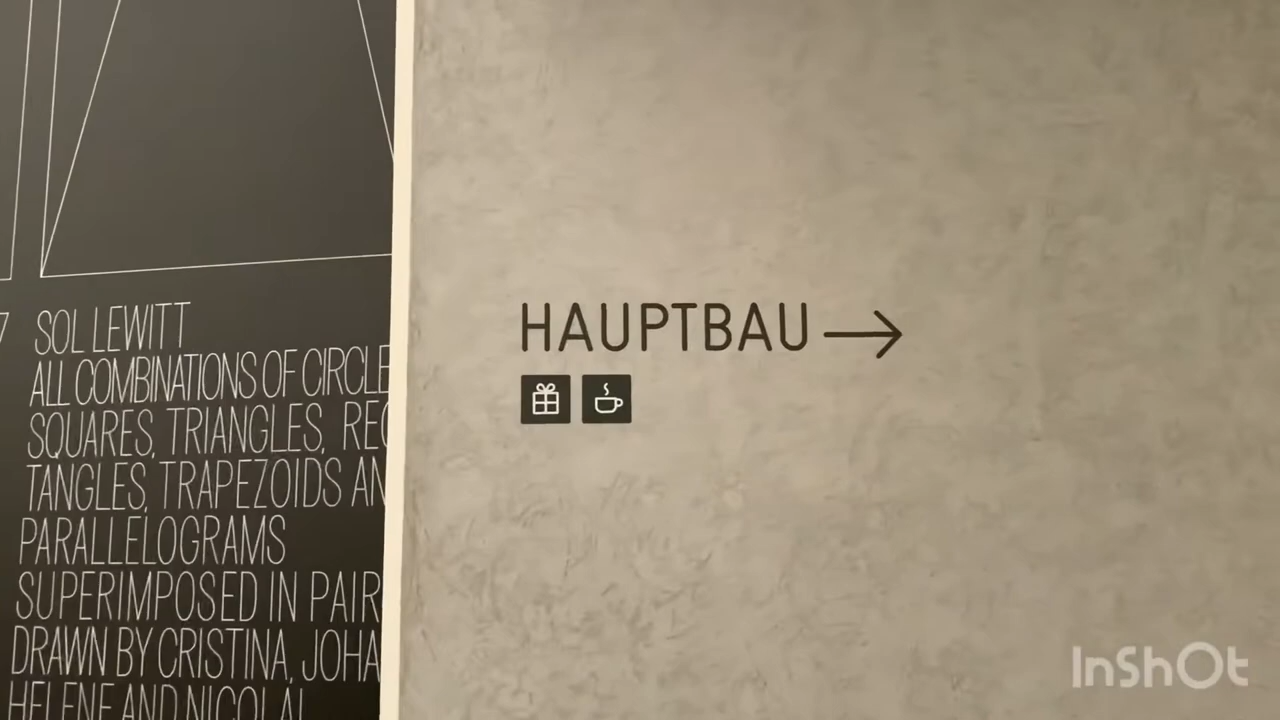 SOL LEWITT
ALL COMBINATIONS OF CIRCLE
SQUARES, TRIANGLES, REC
TANGLES, TRAPEZOIDS AN
PARALLELOGRAMS
SUPERIMPOSED IN PAIR
DRAWN BY CRISTINA, JOHA
HELENE AND NICOLAI
HAUPTBAU
InShOt